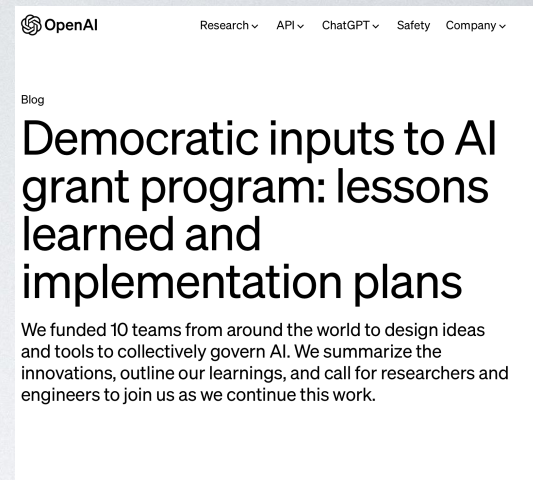 OpenAI
Research API ChatGPT Safety Company
Blog
Democratic inputs to AI
grant program: lessons
learned and
implementation plans
We funded 10 teams from around the world to design ideas
and tools to collectively govern AI. We summarize the
innovations, outline our learnings, and call for researchers and
engineers to join us as we continue this work.